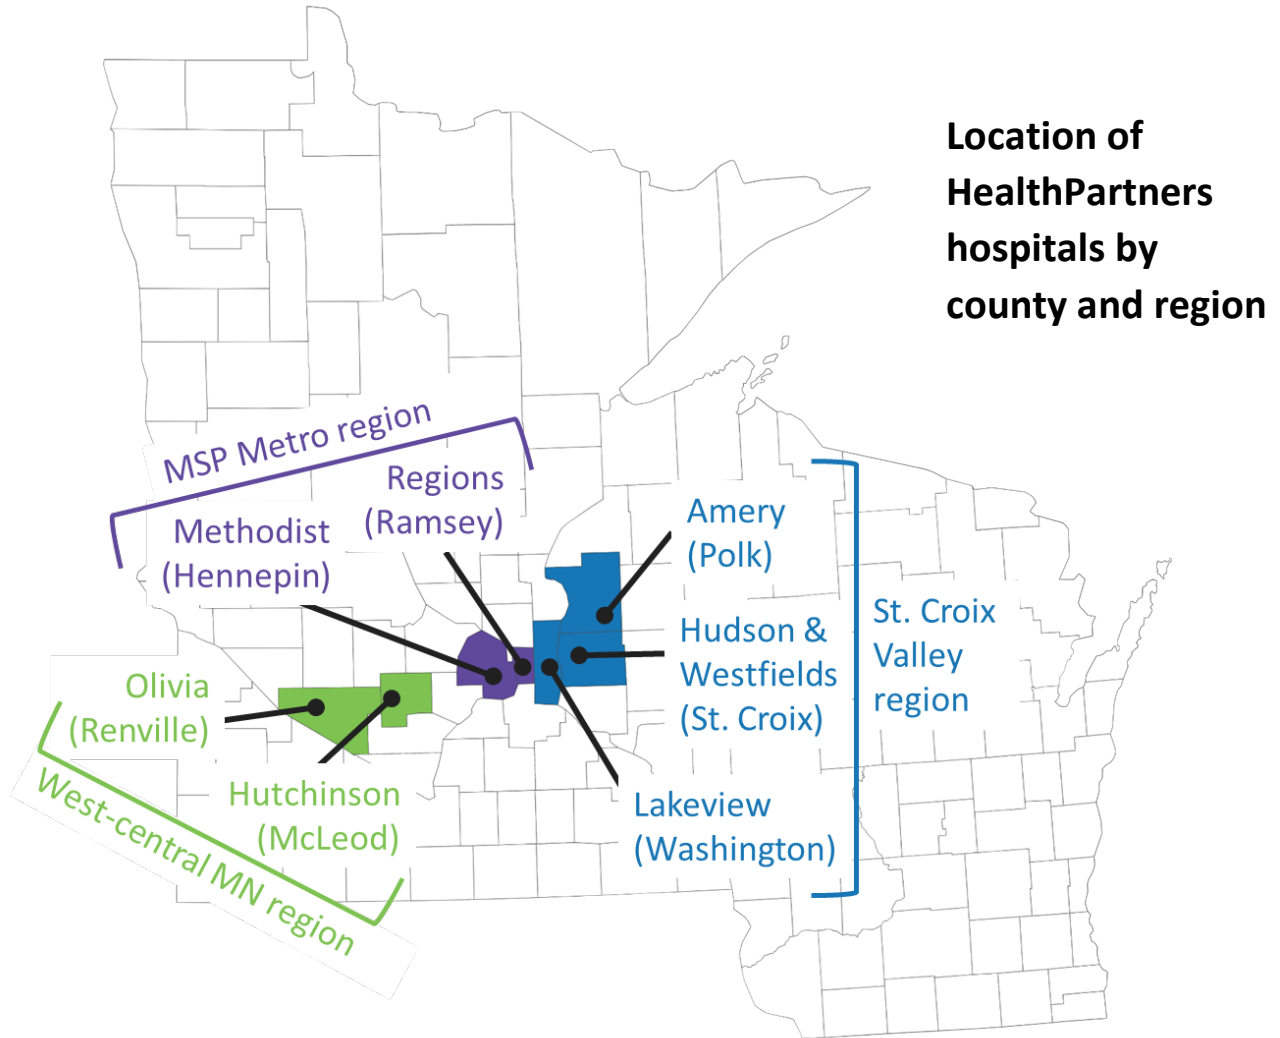 Location of
HealthPartners
hospitals by
county and region
MSP Metro region
Regions
(Ramsey)
Methodist
(Hennepin)
Amery
(Polk)
Hudson &
Westfields
(St. Croix)
St. Croix
Valley
region
Olivia
(Renville)
Hutchinson
(McLeod)
Lakeview
(Washington)
West-central MN region